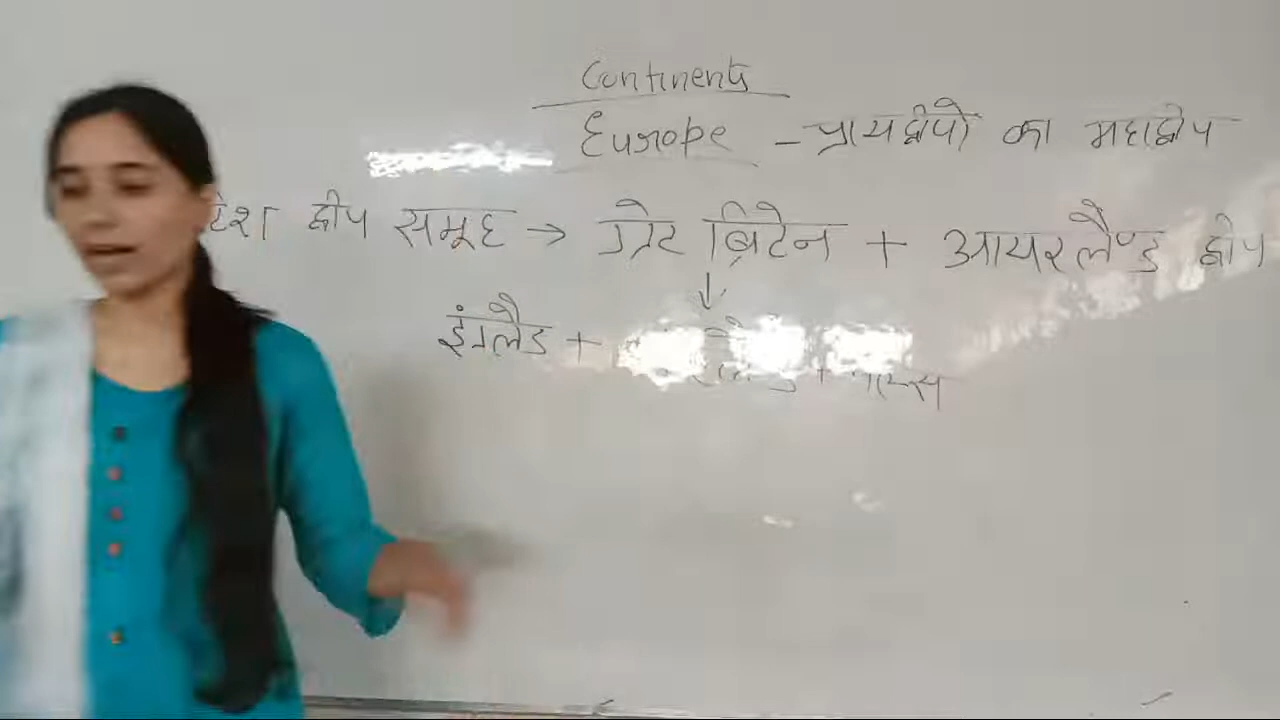 Continents
Europe - प्रायद्वीपो का महाद्वीप
द्वीप समूह → ग्रेट ब्रिटेन + आयरलैण्ड द्वीप
↓
इंग्लैड +